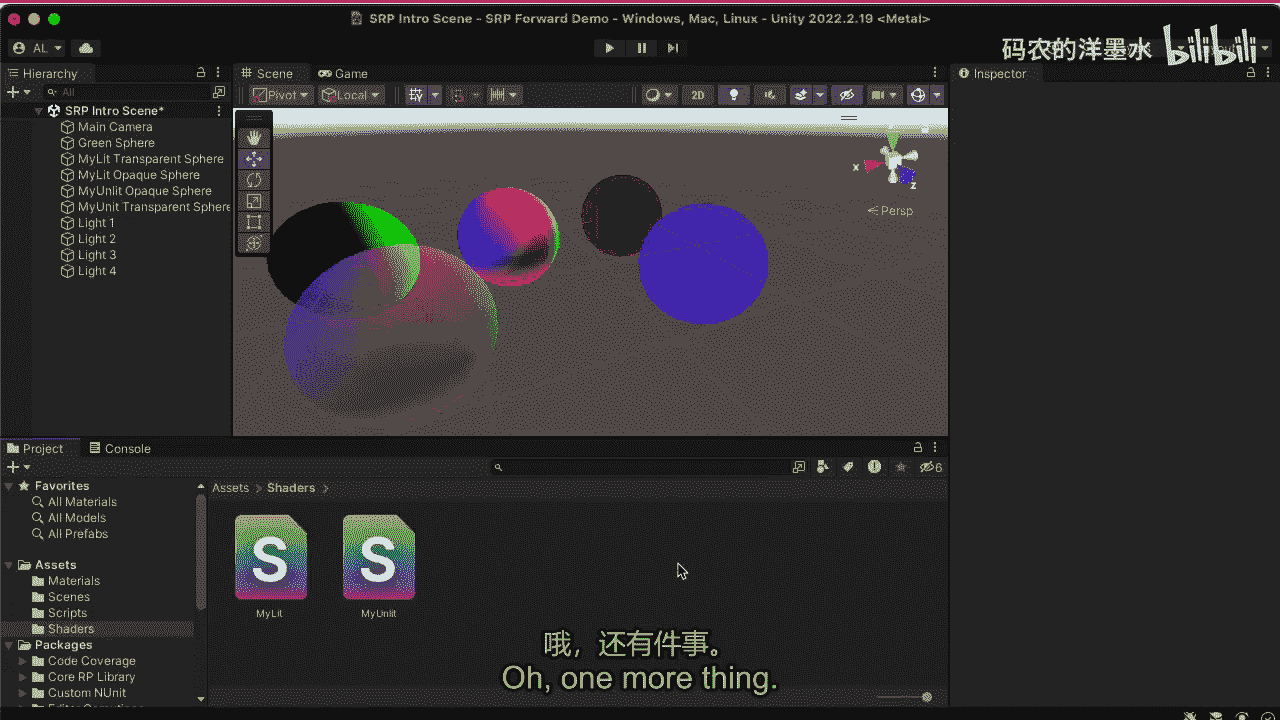 SRP Intro Scene - SRP Forward Demo - Windows, Mac, Linux - Unity 2022.2.19 <Metal>
AL
码农的洋墨水 bilibili
Hierarchy
All
SRP Intro Scene*
Main Camera
Green Sphere
MyLit Transparent Sphere
MyLit Opaque Sphere
MyUnlit Opaque Sphere
MyUnlit Transparent Sphere
Light 1
Light 2
Light 3
Light 4
Scene
Game
Pivot
Local
2D
x
z
Persp
Inspector
Project
Console
6
Favorites
All Materials
All Models
All Prefabs
Assets
Materials
Scenes
Scripts
Shaders
Packages
Code Coverage
Core RP Library
Custom NUnit
Assets > Shaders >
S
MyLit
S
MyUnlit
哦，还有件事。
Oh, one more thing.